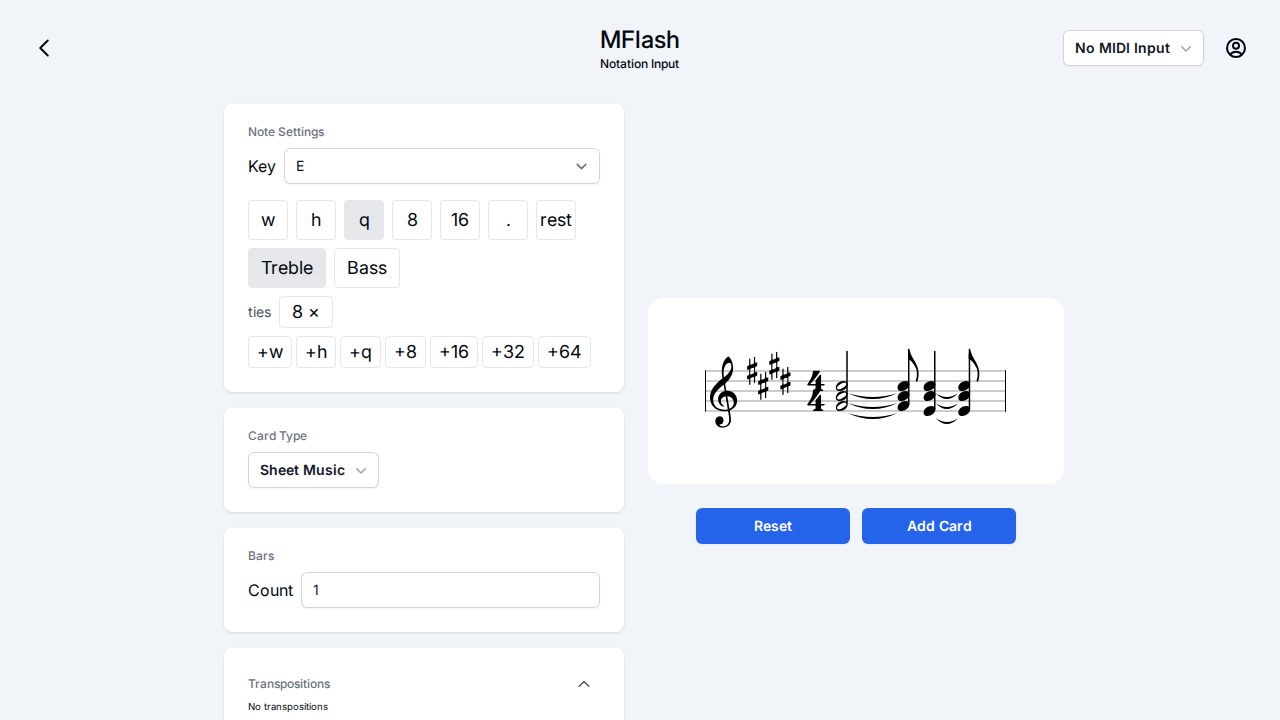 MFlash
Notation Input
No MIDI Input
Note Settings
Key E
w h q 8 16 . rest
Treble Bass
ties 8 ×
+w +h +q +8 +16 +32 +64
Card Type
Sheet Music
Bars
Count 1
Transpositions
No transpositions
4
4
Reset Add Card